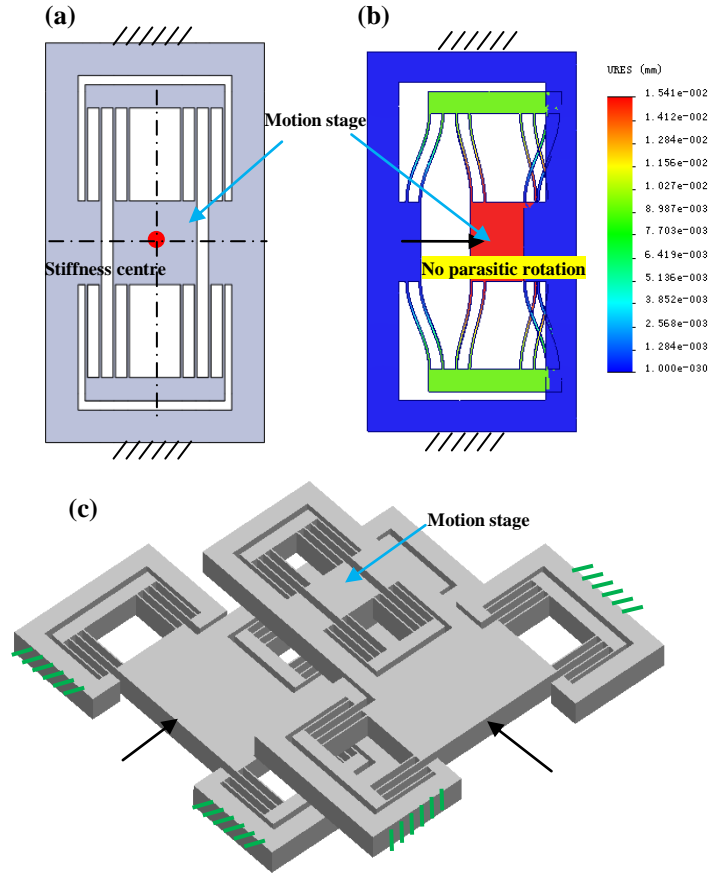 (a)
(b)
URES (mm)
Motion stage
1.541e-002
1.412e-002
1.284e-002
1.156e-002
1.027e-002
8.987e-003
7.703e-003
6.419e-003
5.136e-003
3.852e-003
2.568e-003
1.284e-003
1.000e-030
Stiffness centre
No parasitic rotation
(c)
Motion stage